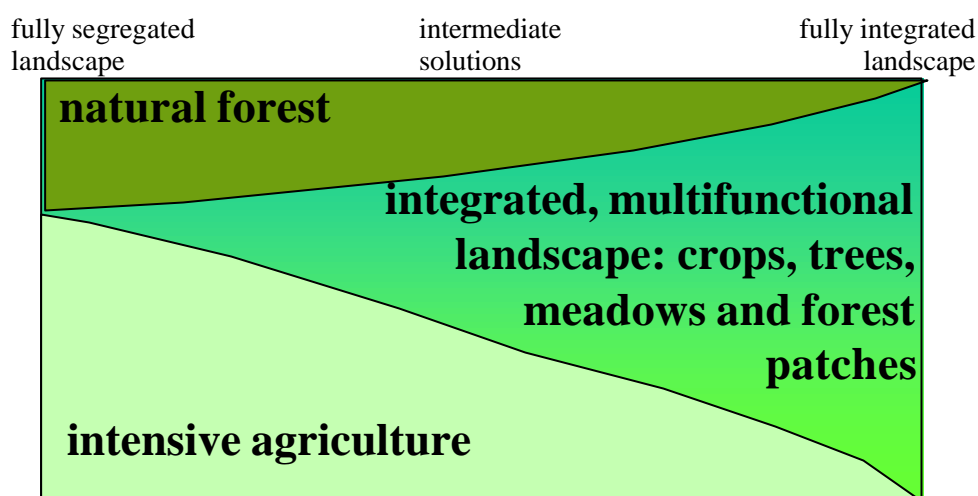 fully segregated
landscape
intermediate
solutions
fully integrated
landscape
natural forest
integrated, multifunctional
landscape: crops, trees,
meadows and forest
patches
intensive agriculture